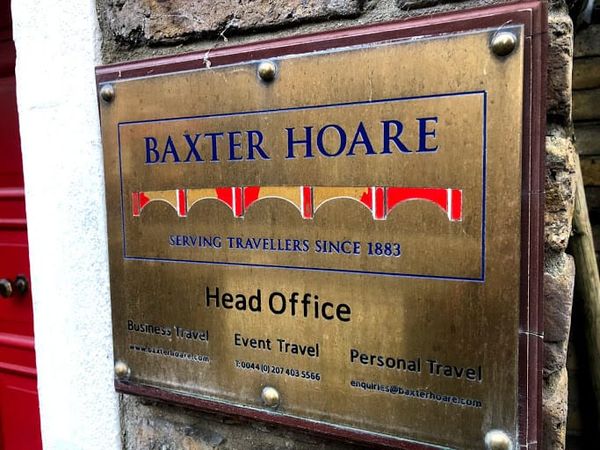 BAXTER HOARE
SERVING TRAVELLERS SINCE 1883
Head Office
Business Travel Event Travel Personal Travel
www.baxterhoare.com T:0044 (0) 207 403 5566 enquiries@baxterhoare.com